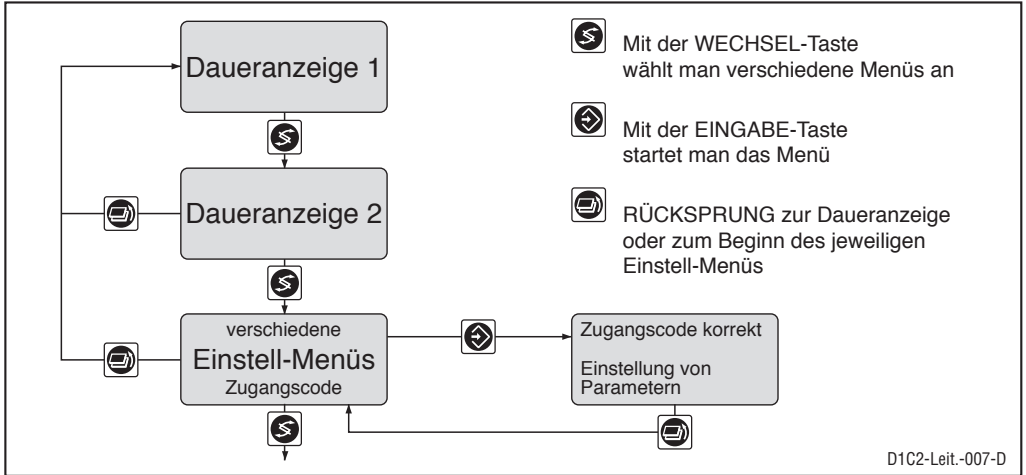 Daueranzeige 1
Mit der WECHSEL-Taste
wählt man verschiedene Menüs an
Mit der EINGABE-Taste
startet man das Menü
Daueranzeige 2
RÜCKSPRUNG zur Daueranzeige
oder zum Beginn des jeweiligen
Einstell-Menüs
verschiedene
Einstell-Menüs
Zugangscode
Zugangscode korrekt
Einstellung von
Parametern
D1C2-Leit.-007-D